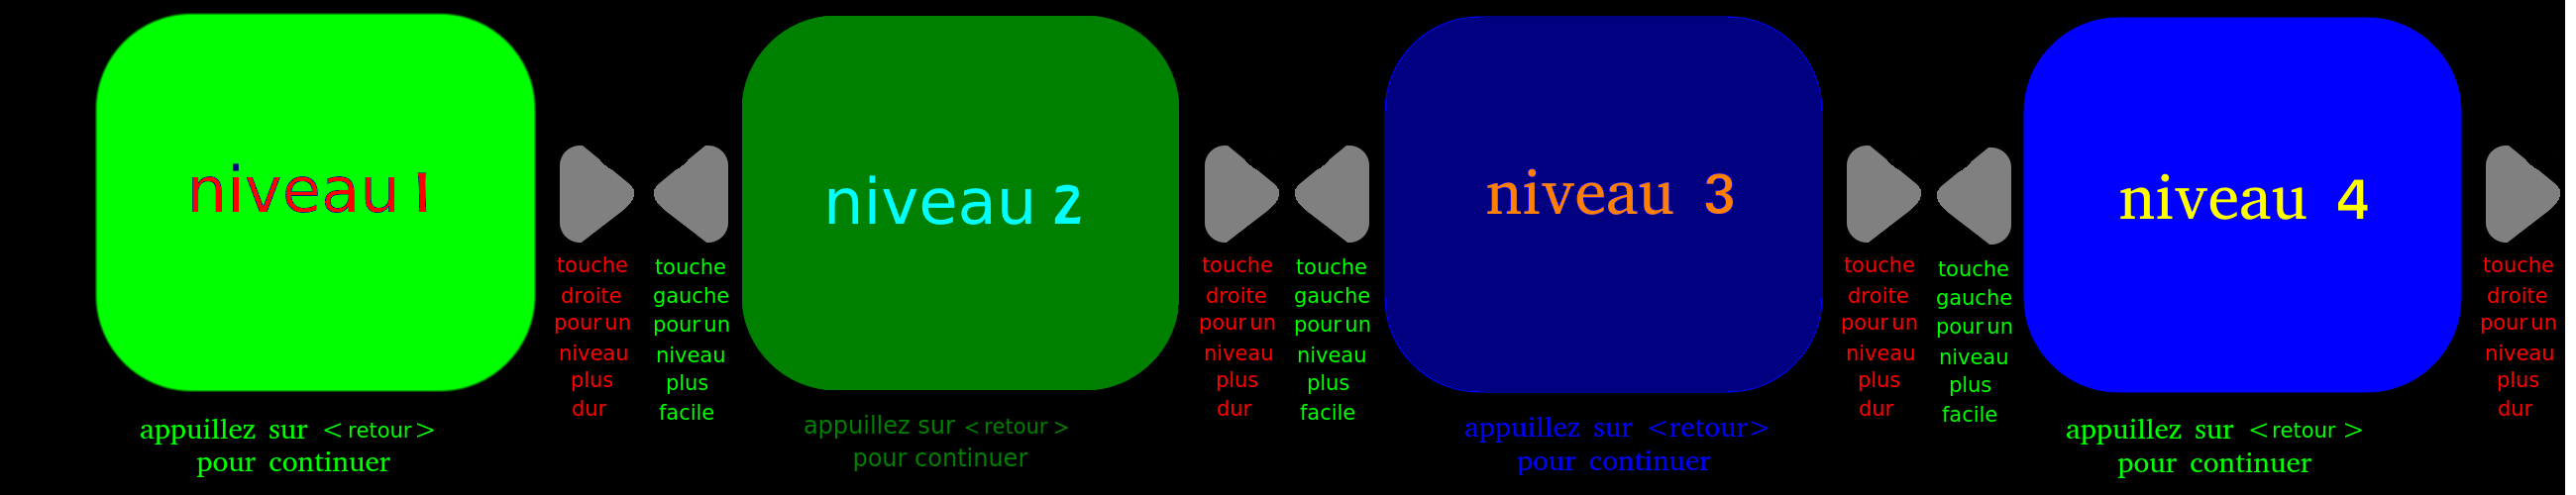 niveau 1
appuillez sur <retour>
pour continuer
touche
droite
pour un
niveau
plus
dur
touche
gauche
pour un
niveau
plus
facile
niveau 2
appuillez sur <retour >
pour continuer
touche
droite
pour un
niveau
plus
dur
touche
gauche
pour un
niveau
plus
facile
niveau 3
appuillez sur <retour>
pour continuer
touche
droite
pour un
niveau
plus
dur
touche
gauche
pour un
niveau
plus
facile
niveau 4
appuillez sur <retour >
pour continuer
touche
droite
pour un
niveau
plus
dur